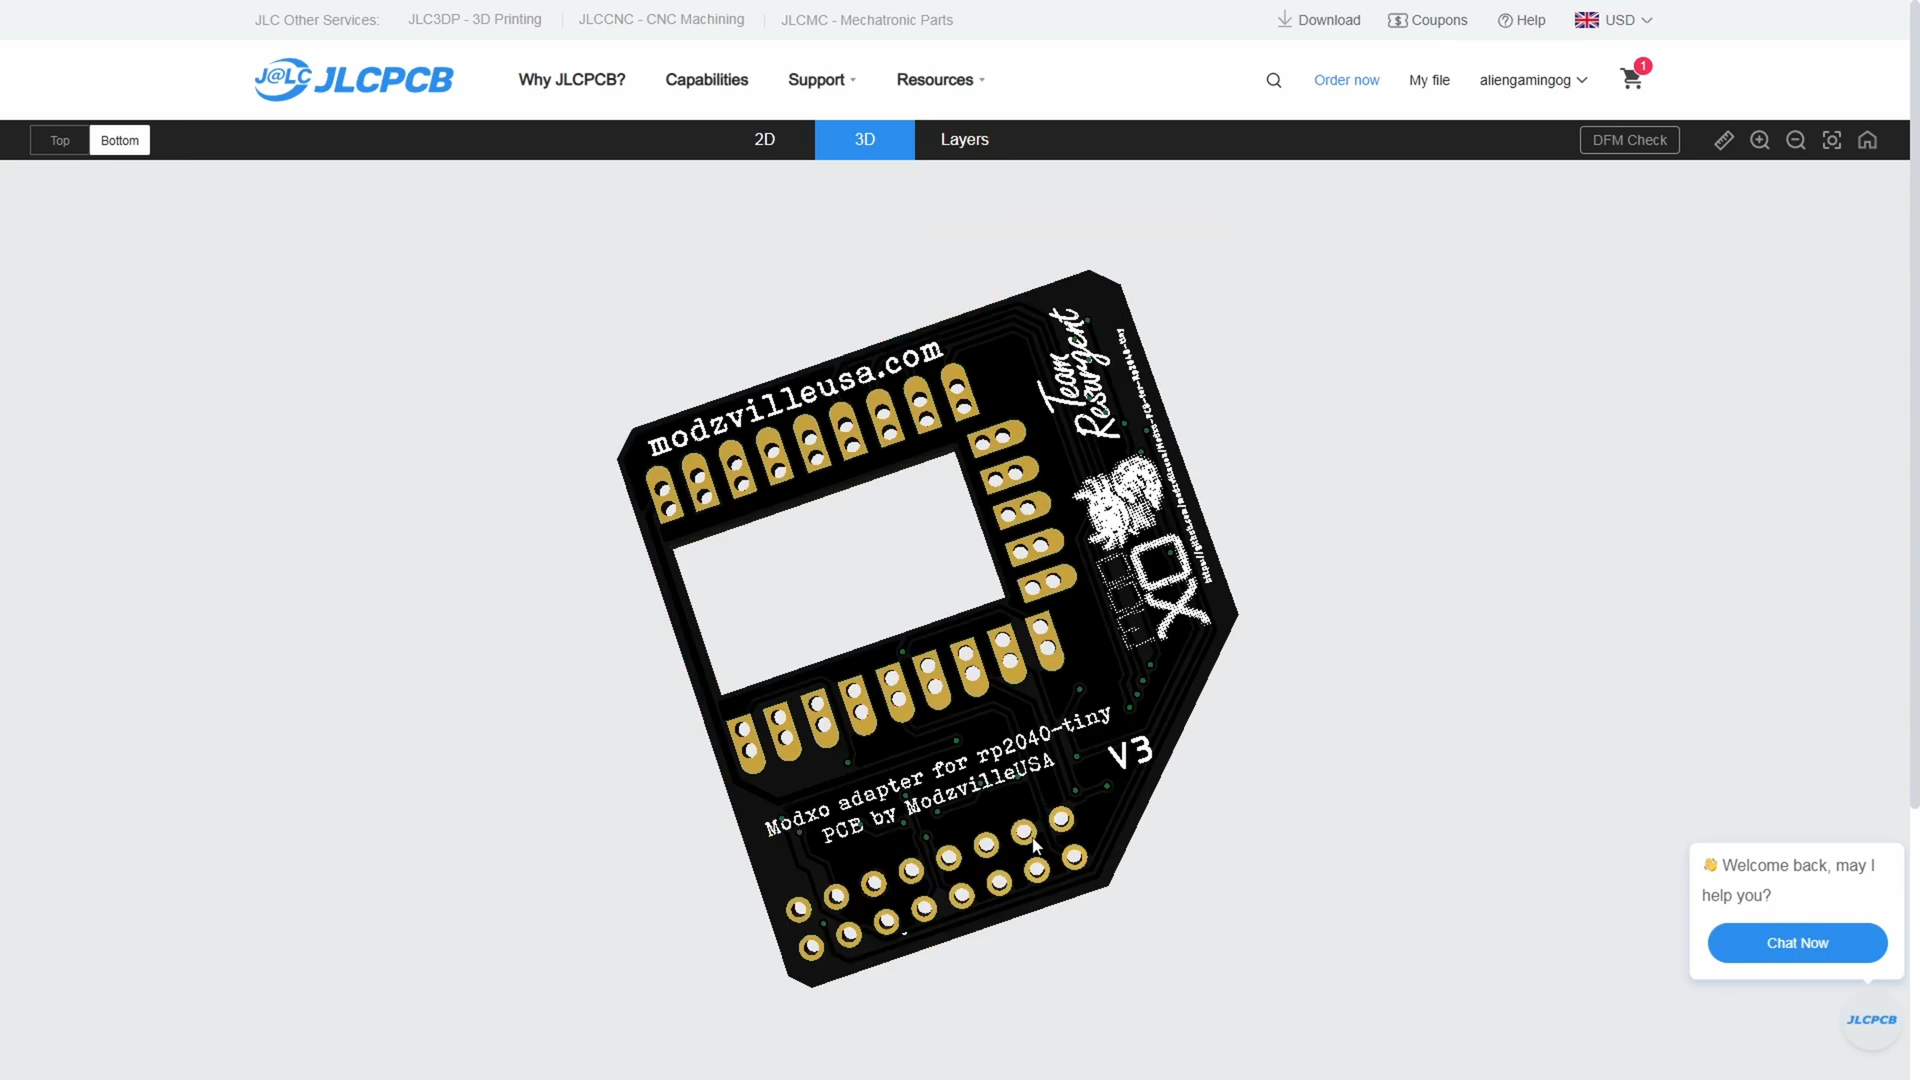 JLC Other Services: JLC3DP - 3D Printing JLCCNC - CNC Machining JLCMC - Mechatronic Parts Download Coupons Help USD
J@LC JLCPCB Why JLCPCB? Capabilities Support Resources Order now My file aliengamingog 1
Top Bottom 2D 3D Layers DFM Check
modzvilleusa.com
Team
Resurgent
Modxo adapter for rp2040-tiny
PCB by ModzvilleUSA
V3
👋 Welcome back, may I
help you?
Chat Now
JLCPCB